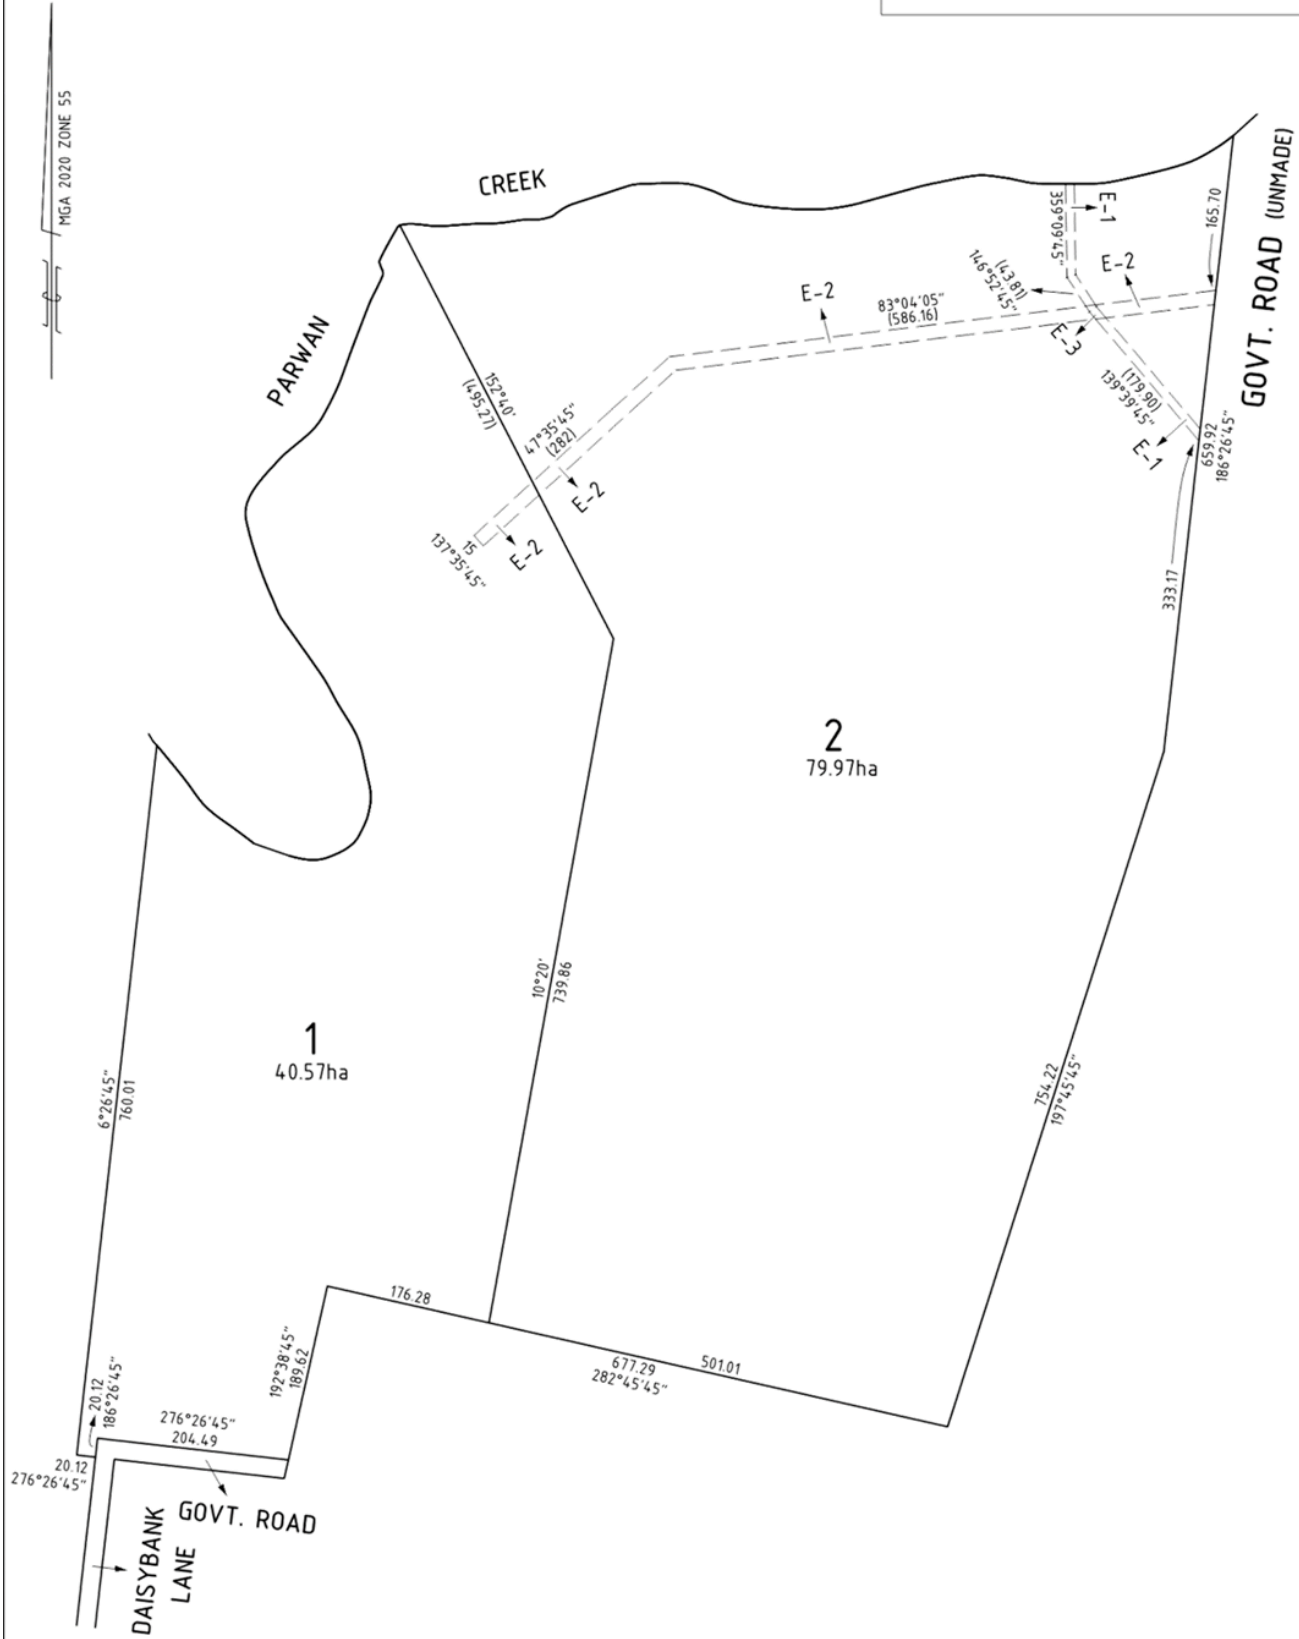 MGA 2020 ZONE 55
CREEK
PARWAN
GOVT. ROAD (UNMADE)
165.70
E-1
359°09'45"
E-2
(43.81)
146°52'45"
E-2
83°04'05"
(586.16)
E-3
(179.90)
139°39'45"
E-1
659.92
186°26'45"
333.17
152°40'
(495.27)
47°35'45"
(282)
E-2
E-2
15
137°35'45"
2
79.97ha
10°20'
739.86
1
40.57ha
6°26'45"
760.01
754.22
197°45'45"
176.28
677.29
282°45'45"
501.01
192°38'45"
189.62
20.12
186°26'45"
276°26'45"
204.49
20.12
276°26'45"
GOVT. ROAD
DAISYBANK
LANE